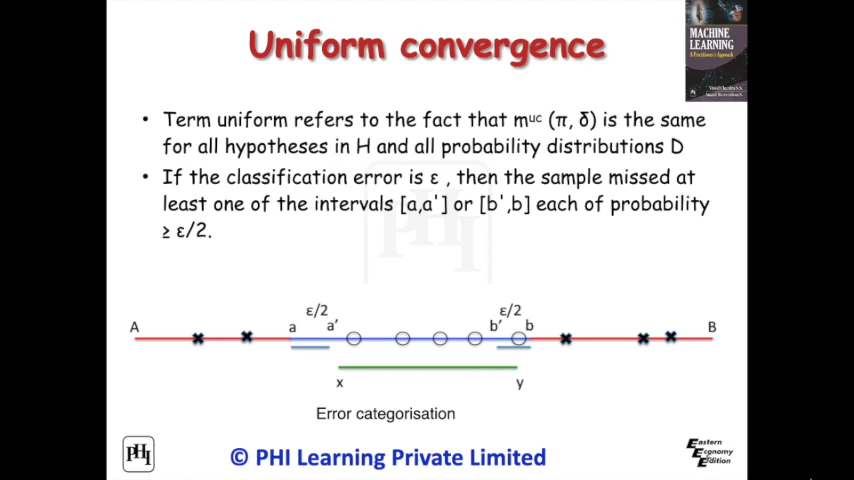 Uniform convergence
MACHINE
LEARNING
A Practitioner's Approach
• Term uniform refers to the fact that mᵘᶜ (π, δ) is the same
for all hypotheses in H and all probability distributions D
• If the classification error is ε , then the sample missed at
least one of the intervals [a,a'] or [b',b] each of probability
≥ ε/2.
PHI
ε/2 ε/2
A a a' b' b B
x y
Error categorisation
PHI
© PHI Learning Private Limited
Eastern
Economy
Edition